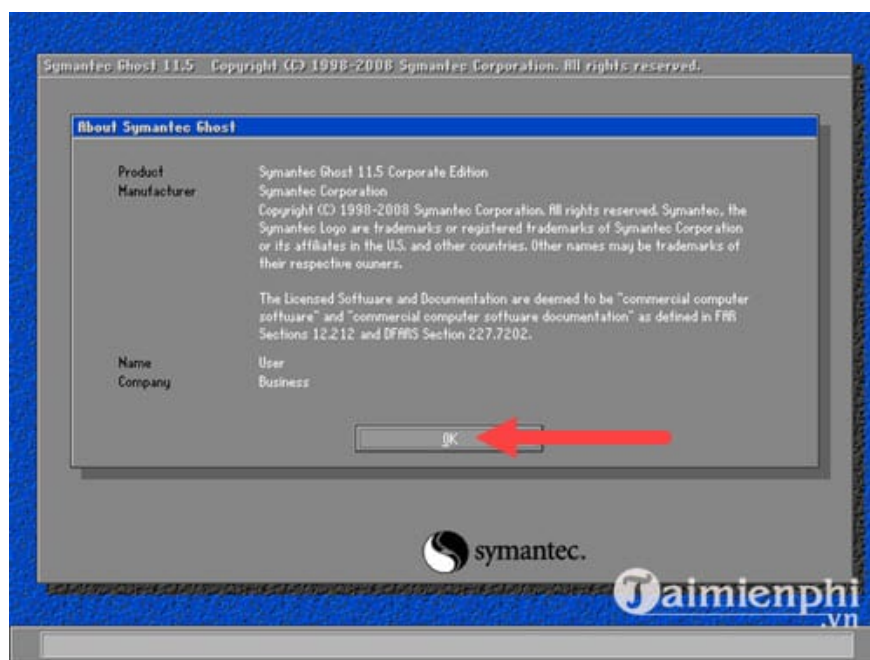 Symantec Ghost 11.5 Copyright (C) 1998-2008 Symantec Corporation. All rights reserved.
About Symantec Ghost
Product Symantec Ghost 11.5 Corporate Edition
Manufacturer Symantec Corporation
Copyright (C) 1998-2008 Symantec Corporation. All rights reserved. Symantec, the
Symantec Logo are trademarks or registered trademarks of Symantec Corporation
or its affiliates in the U.S. and other countries. Other names may be trademarks of
their respective owners.
The Licensed Software and Documentation are deemed to be "commercial computer
software" and "commercial computer software documentation" as defined in FAR
Sections 12.212 and DFARS Section 227.7202.
Name User
Company Business
OK
symantec.
Taimienphi
.vn